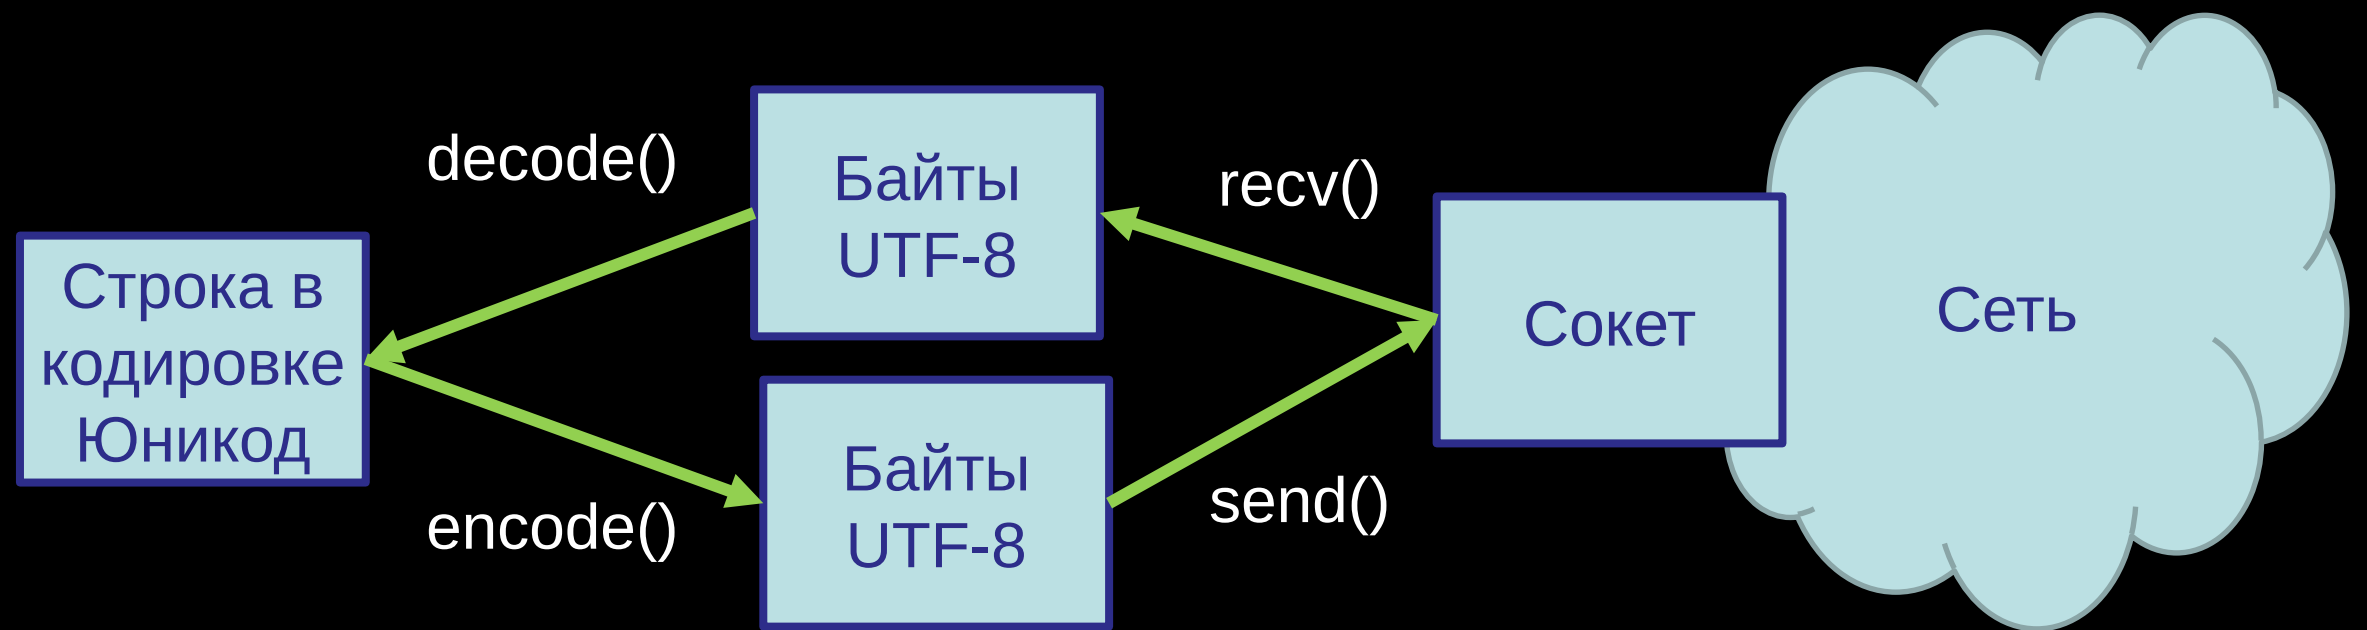 decode()
Байты
UTF-8
recv()
Строка в
кодировке
Юникод
Сокет
Сеть
encode()
Байты
UTF-8
send()